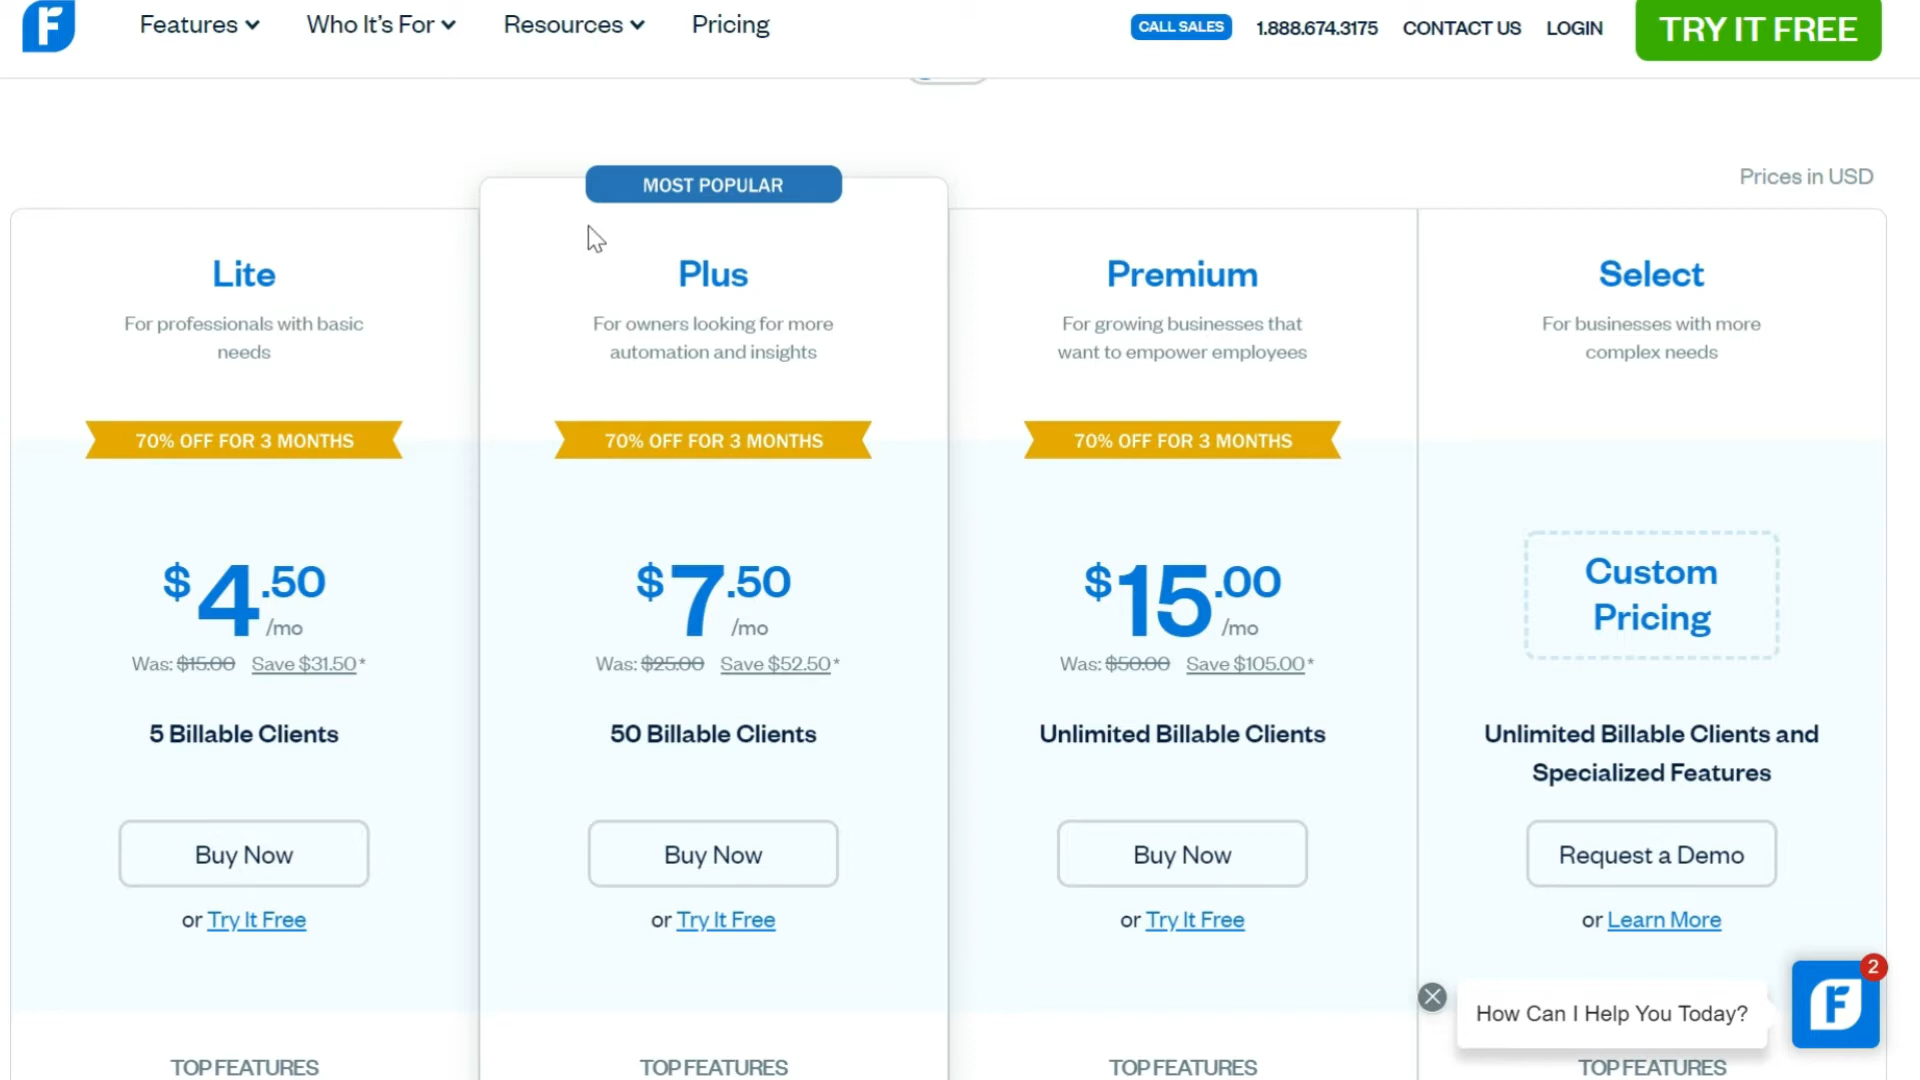 Features
Who It's For
Resources
Pricing
CALL SALES
1.888.674.3175
CONTACT US
LOGIN
TRY IT FREE
Prices in USD
MOST POPULAR
Lite
For professionals with basic
needs
70% OFF FOR 3 MONTHS
$4.50
/mo
Was: $15.00 Save $31.50*
5 Billable Clients
Buy Now
or Try It Free
TOP FEATURES
Plus
For owners looking for more
automation and insights
70% OFF FOR 3 MONTHS
$7.50
/mo
Was: $25.00 Save $52.50*
50 Billable Clients
Buy Now
or Try It Free
TOP FEATURES
Premium
For growing businesses that
want to empower employees
70% OFF FOR 3 MONTHS
$15.00
/mo
Was: $50.00 Save $105.00*
Unlimited Billable Clients
Buy Now
or Try It Free
TOP FEATURES
Select
For businesses with more
complex needs
Custom
Pricing
Unlimited Billable Clients and
Specialized Features
Request a Demo
or Learn More
TOP FEATURES
How Can I Help You Today?
2